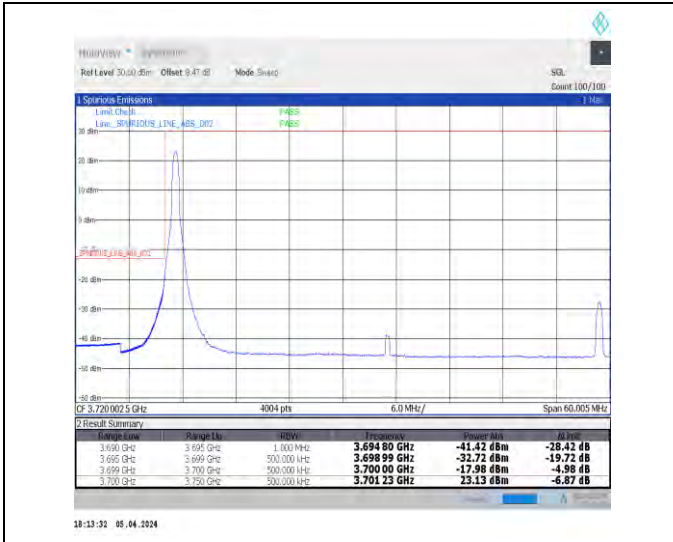 MultiView
Ref Level 30.00 dBm Offset 9.47 dB Mode Sweep SGL
Count 100/100
1 Spurious Emissions
Limit Check PASS
Line _SPURIOUS_LINE_ABS_002 PASS
30 dBm
20 dBm
10 dBm
0 dBm
_SPURIOUS_LINE_ABS_002
-20 dBm
-30 dBm
-40 dBm
-50 dBm
-60 dBm
CF 3.7200025 GHz 4004 pts 6.0 MHz/ Span 60.005 MHz
2 Result Summary
Range Low Range Up RBW Frequency Power Abs ΔLimit
3.690 GHz 3.695 GHz 1.000 MHz 3.694 80 GHz -41.42 dBm -28.42 dB
3.695 GHz 3.699 GHz 500.000 kHz 3.698 99 GHz -32.72 dBm -19.72 dB
3.699 GHz 3.700 GHz 500.000 kHz 3.700 00 GHz -17.98 dBm -4.98 dB
3.700 GHz 3.750 GHz 500.000 kHz 3.701 23 GHz 23.13 dBm -6.87 dB
18:13:32 05.04.2024